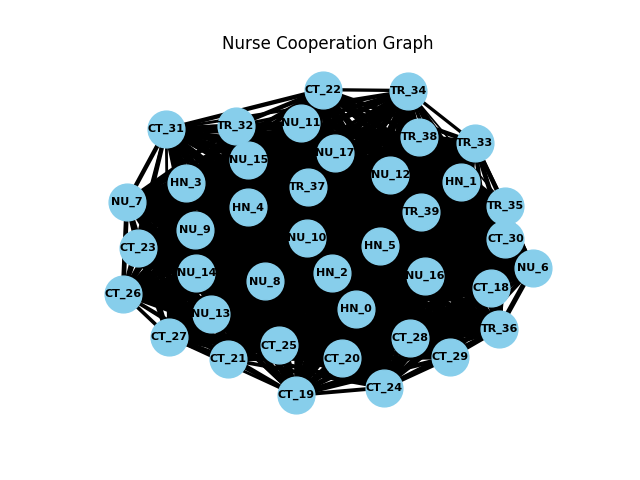 Nurse Cooperation Graph
CT_22
TR_34
NU_11
TR_32
CT_31
TR_38
TR_33
NU_17
NU_15
NU_12
HN_1
HN_3
TR_37
NU_7
HN_4
TR_35
TR_39
NU_9
NU_10
CT_30
HN_5
CT_23
NU_6
NU_14
HN_2
NU_16
NU_8
CT_18
CT_26
HN_0
NU_13
TR_36
CT_27
CT_28
CT_25
CT_29
CT_20
CT_21
CT_24
CT_19